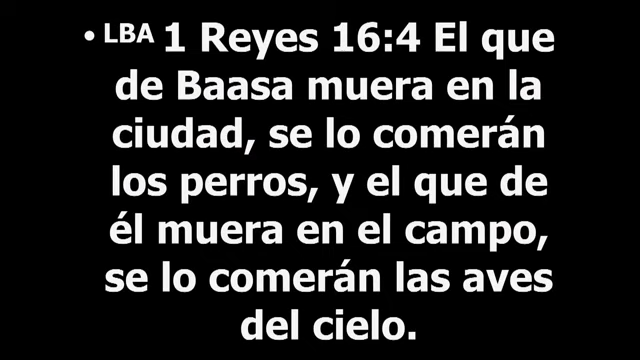 • LBA 1 Reyes 16:4 El que
de Baasa muera en la
ciudad, se lo comerán
los perros, y el que de
él muera en el campo,
se lo comerán las aves
del cielo.